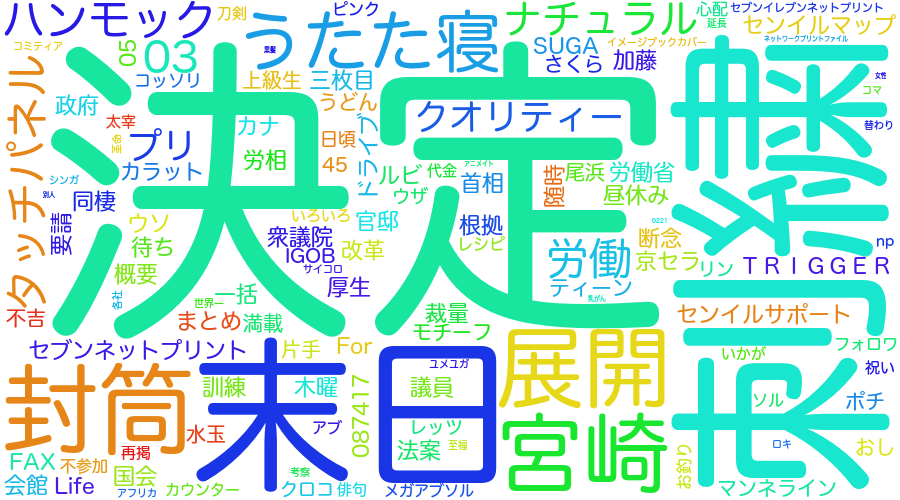 ハンモック
刀剣
ピンク
うたた寝
ナチュラル
心配
延長
セブンイレブンネットプリント
センイルマップ
コミティア
05
03
黒髪
SUGA
さくら
加藤
イメージブックカバー
ネットワークプリントファイル
女性
コマ
替わり
タッチパネル
政府
太宰
コッソリ
上級生
三枚目
うどん
日頃
45
ドライブ
クオリティー
決定
プリ
カナ
労相
カラット
シンガ
別人
同棲
要請
ルビ
ウザ
代金
アニメイト
首相
随時
尾浜
労働省
昼休み
0221
ウソ
待ち
概要
いろいろ
衆議院
IGOB
サイコロ
官邸
改革
根拠
レシピ
労働
ティーン
乳がん
断念
京セラ
リン
np
TRIGGER
各社
世界一
一括
まとめ
満載
厚生
裁量
モチーフ
不吉
センイルサポート
フォロワ
セブンネットプリント
片手
For
封筒
末日
展開
宮崎
いかが
祝い
訓練
木曜
ユメユガ
議員
087417
ソル
ポチ
水玉
アブ
レッツ
法案
至福
ロキ
おし
FAX
不参加
再掲
国会
考察
お釣り
会館
Life
アフリカ
カウンター
クロコ
俳句
メガアブソル
マンネライン